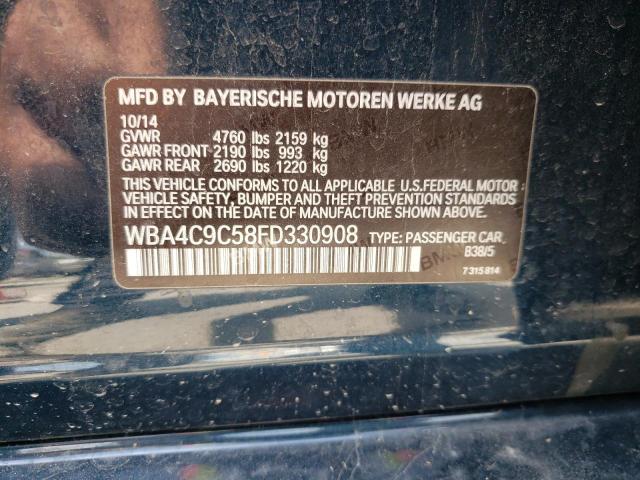 MFD BY BAYERISCHE MOTOREN WERKE AG
10/14
GVWR 4760 lbs 2159 kg
GAWR FRONT 2190 lbs 993 kg
GAWR REAR 2690 lbs 1220 kg
THIS VEHICLE CONFORMS TO ALL APPLICABLE U.S.FEDERAL MOTOR
VEHICLE SAFETY, BUMPER AND THEFT PREVENTION STANDARDS
IN EFFECT ON THE DATE OF MANUFACTURE SHOWN ABOVE.
WBA4C9C58FD330908 TYPE: PASSENGER CAR
B38/5
7315814